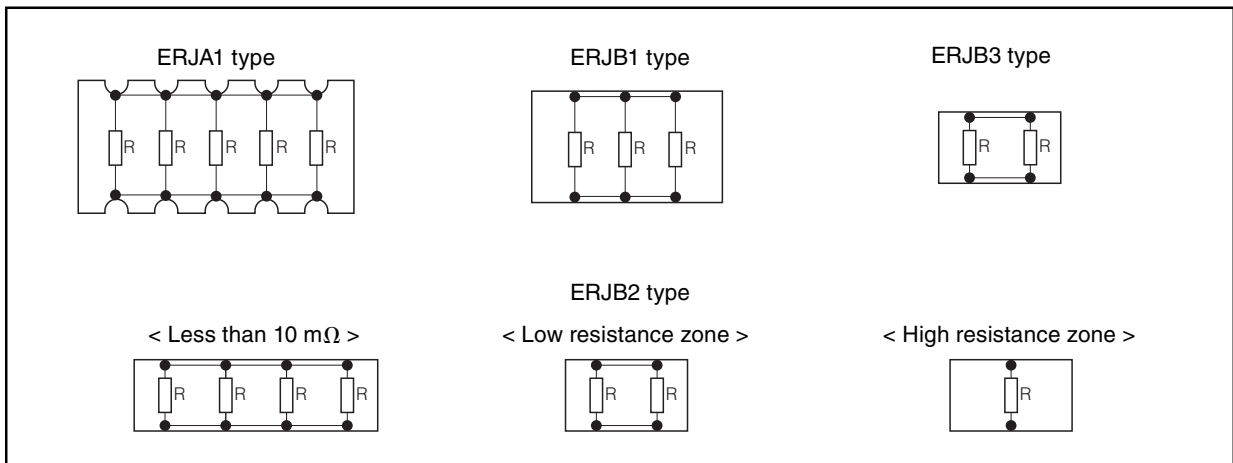 ERJA1 type
ERJB1 type
ERJB3 type
R R R R R
R R R
R R
ERJB2 type
< Less than 10 mΩ >
< Low resistance zone >
< High resistance zone >
R R R R
R R
R